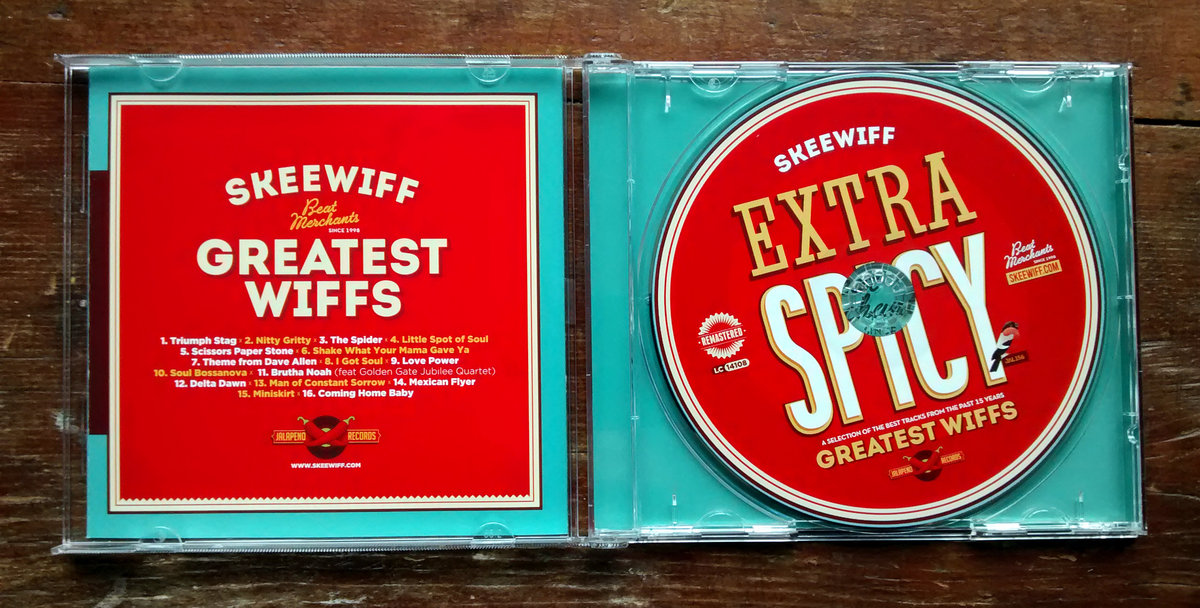 SKEEWIFF
Beat
Merchants
SINCE 1998
GREATEST
WIFFS
1. Triumph Stag · 2. Nitty Gritty · 3. The Spider · 4. Little Spot of Soul
5. Scissors Paper Stone · 6. Shake What Your Mama Gave Ya
7. Theme from Dave Allen · 8. I Got Soul · 9. Love Power
10. Soul Bossanova · 11. Brutha Noah (feat Golden Gate Jubilee Quartet)
12. Delta Dawn · 13. Man of Constant Sorrow · 14. Mexican Flyer
15. Miniskirt · 16. Coming Home Baby
JALAPENO RECORDS
WWW.SKEEWIFF.COM
SKEEWIFF
EXTRA
SPICY
Beat
Merchants
SINCE 1998
SKEEWIFF.COM
REMASTERED
LC 14108
JAL156
A SELECTION OF THE BEST TRACKS FROM THE PAST 15 YEARS
GREATEST WIFFS
JALAPENO RECORDS